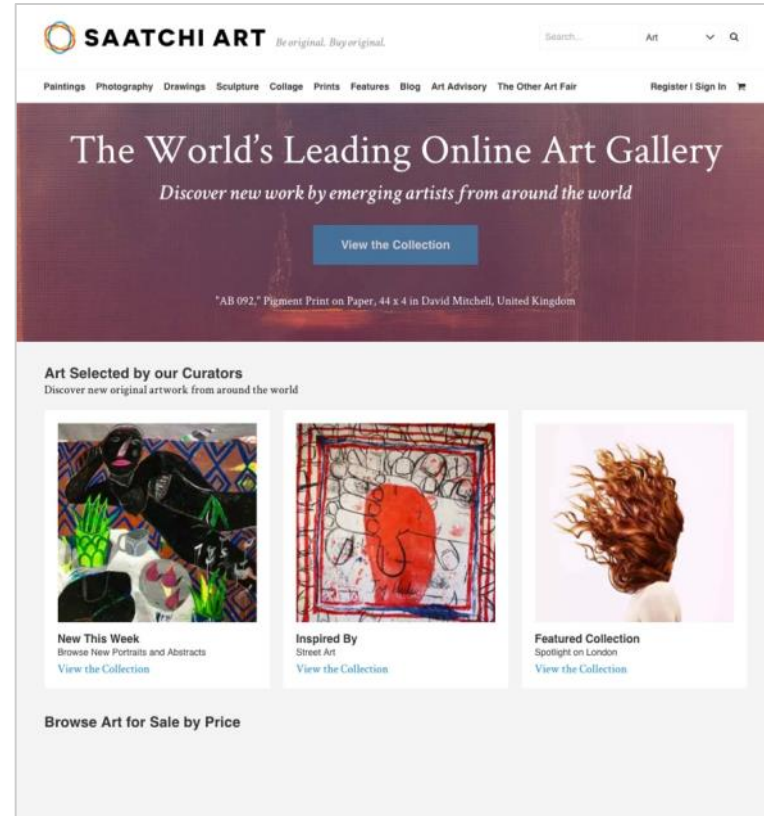 SAATCHI ART Be original. Buy original.
Search... Art
Paintings Photography Drawings Sculpture Collage Prints Features Blog Art Advisory The Other Art Fair Register | Sign In
The World's Leading Online Art Gallery
Discover new work by emerging artists from around the world
View the Collection
"AB 092," Pigment Print on Paper, 44 x 4 in David Mitchell, United Kingdom
Art Selected by our Curators
Discover new original artwork from around the world
New This Week
Browse New Portraits and Abstracts
View the Collection
Inspired By
Street Art
View the Collection
Featured Collection
Spotlight on London
View the Collection
Browse Art for Sale by Price